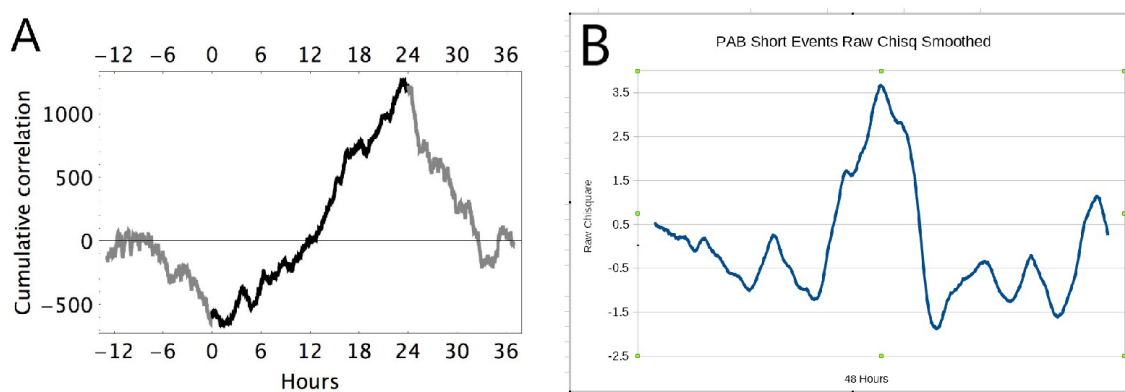 A
−12 −6 0 6 12 18 24 30 36
1000
500
0
−500
−12 −6 0 6 12 18 24 30 36
Cumulative correlation
Hours
B
PAB Short Events Raw Chisq Smoothed
3.5
2.5
1.5
0.5
-0.5
-1.5
-2.5
Raw Chisquare
48 Hours